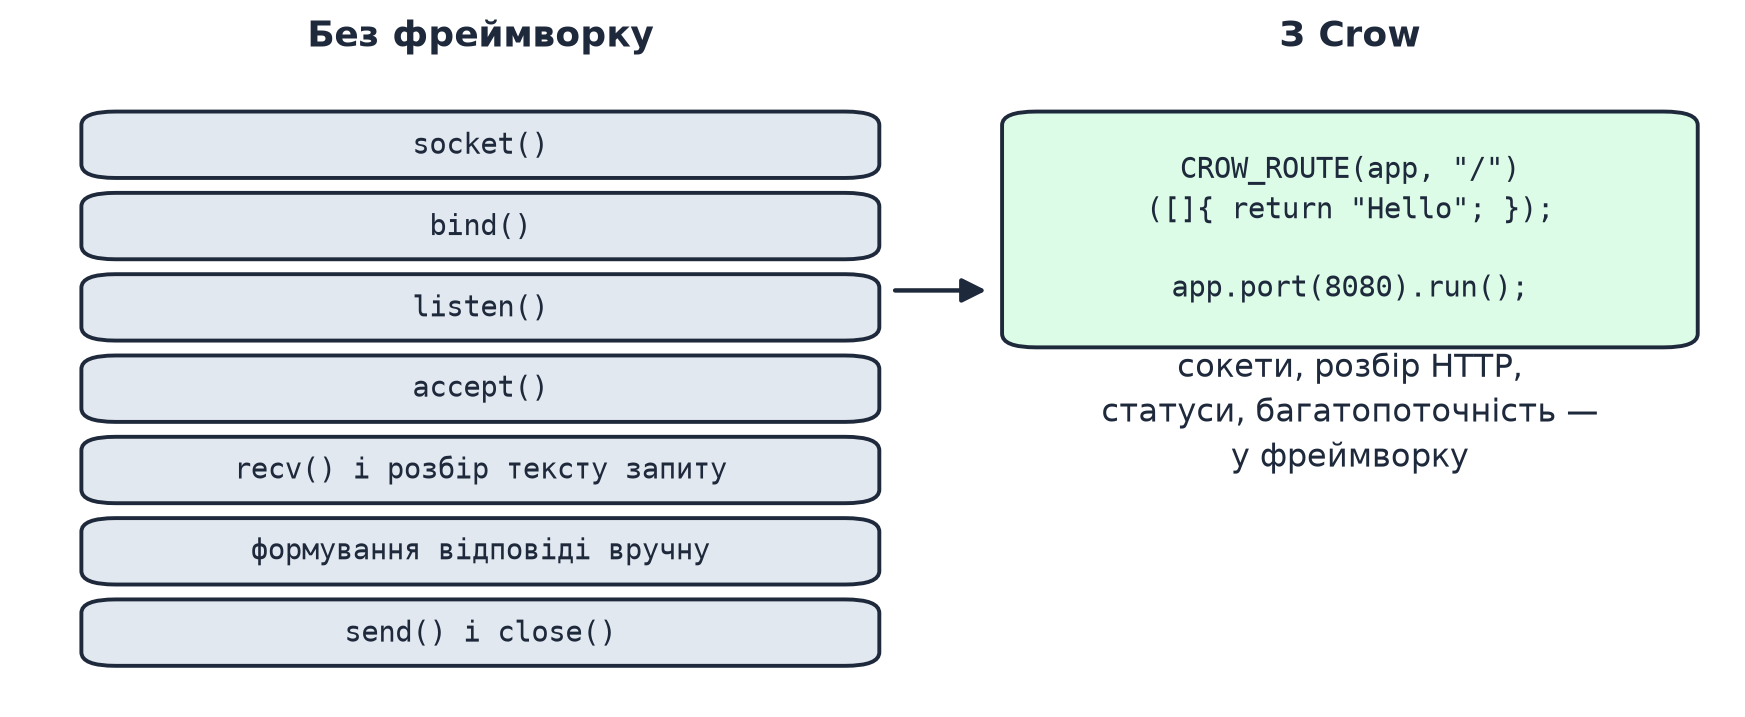 Без фреймворку
socket()
bind()
listen()
accept()
recv() і розбір тексту запиту
формування відповіді вручну
send() і close()
З Crow
CROW_ROUTE(app, "/")
([]{ return "Hello"; });
app.port(8080).run();
сокети, розбір HTTP,
статуси, багатопоточність —
у фреймворку